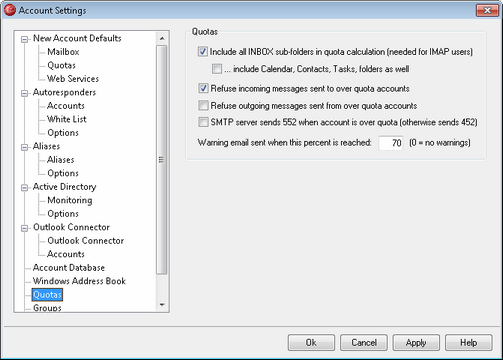 Account Settings
New Account Defaults
Mailbox
Quotas
Web Services
Autoresponders
Accounts
White List
Options
Aliases
Aliases
Options
Active Directory
Monitoring
Options
Outlook Connector
Outlook Connector
Accounts
Account Database
Windows Address Book
Quotas
Groups
Quotas
Include all INBOX sub-folders in quota calculation (needed for IMAP users)
... include Calendar, Contacts, Tasks, folders as well
Refuse incoming messages sent to over quota accounts
Refuse outgoing messages sent from over quota accounts
SMTP server sends 552 when account is over quota (otherwise sends 452)
Warning email sent when this percent is reached: 70 (0 = no warnings)
Ok Cancel Apply Help